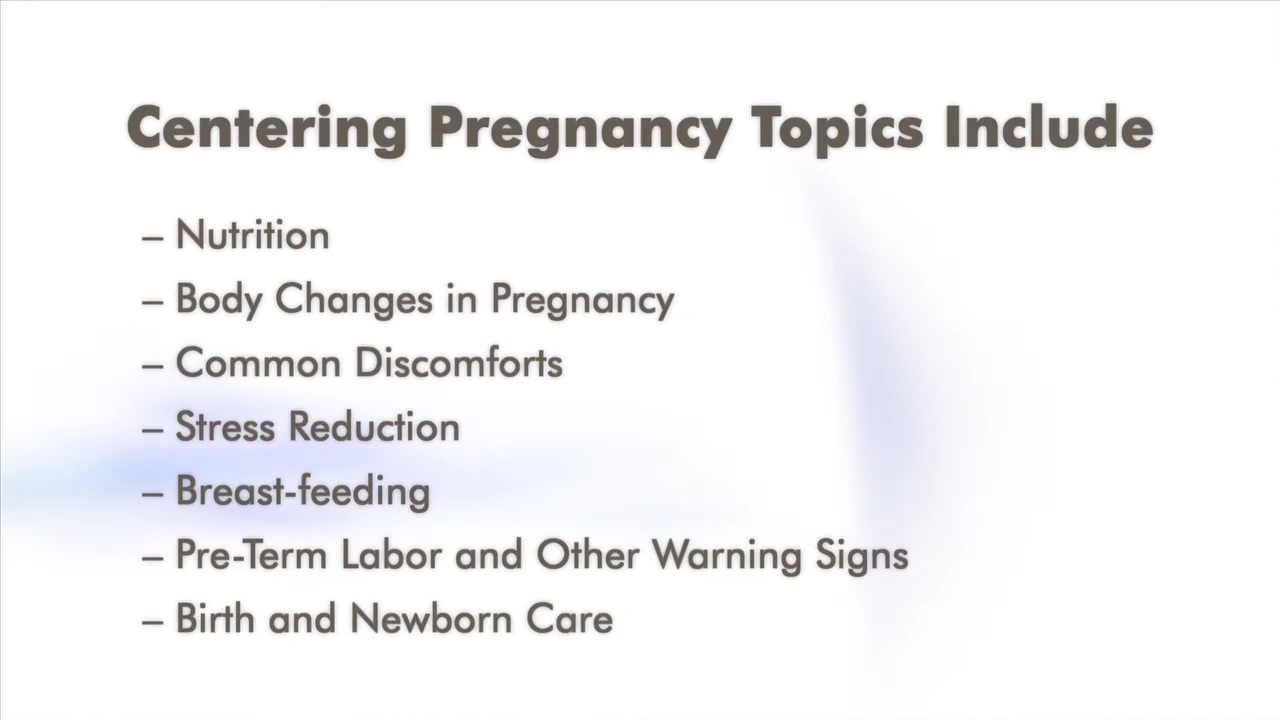 Centering Pregnancy Topics Include
– Nutrition
– Body Changes in Pregnancy
– Common Discomforts
– Stress Reduction
– Breast-feeding
– Pre-Term Labor and Other Warning Signs
– Birth and Newborn Care